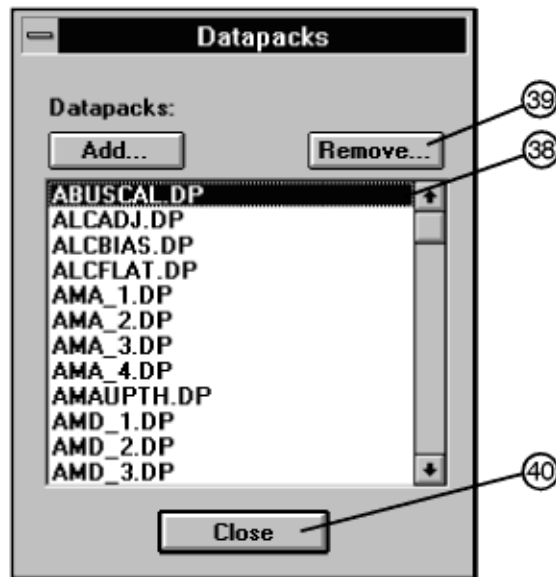 Datapacks
Datapacks:
Add...
Remove...
39
38
ABUSCAL.DP
ALCADJ.DP
ALCBIAS.DP
ALCFLAT.DP
AMA_1.DP
AMA_2.DP
AMA_3.DP
AMA_4.DP
AMAUPTH.DP
AMD_1.DP
AMD_2.DP
AMD_3.DP
40
Close